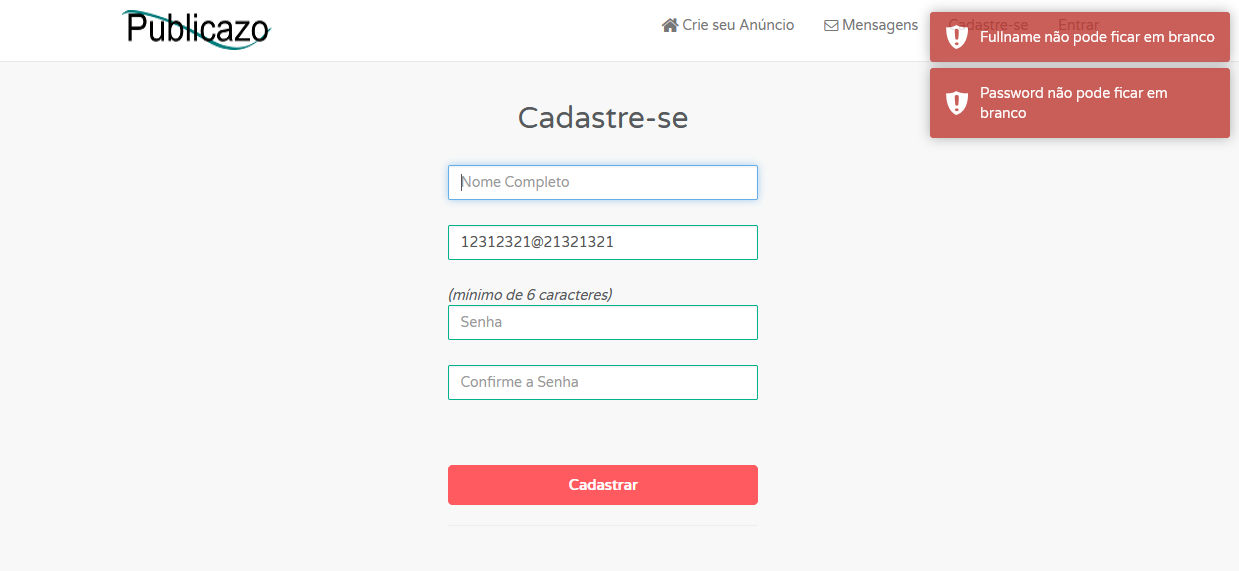 Publicazo
Crie seu Anúncio
Mensagens
Cadastre-se
Entrar
Fullname não pode ficar em branco
Password não pode ficar em
branco
Cadastre-se
Nome Completo
12312321@21321321
(mínimo de 6 caracteres)
Senha
Confirme a Senha
Cadastrar